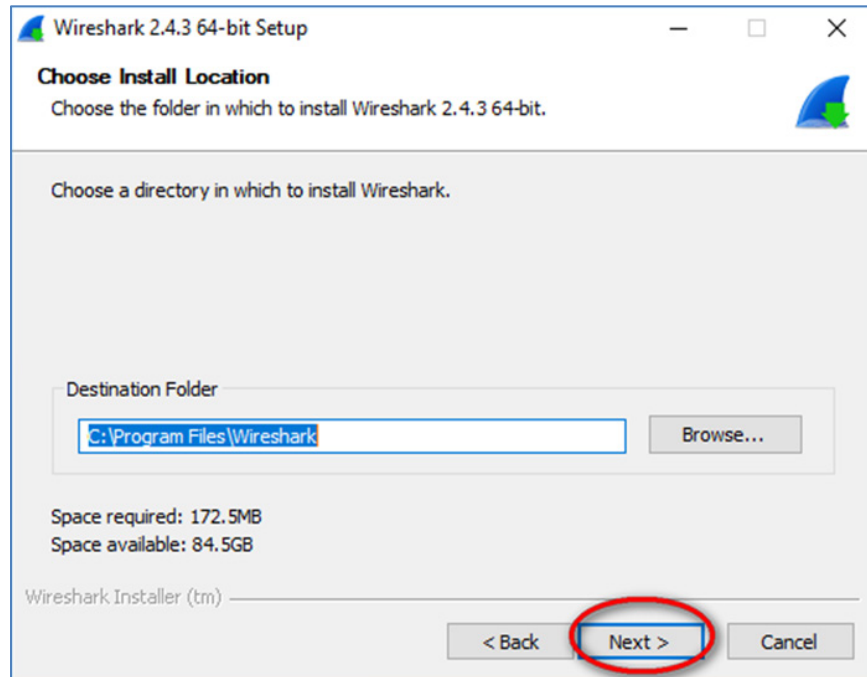 Wireshark 2.4.3 64-bit Setup
Choose Install Location
Choose the folder in which to install Wireshark 2.4.3 64-bit.
Choose a directory in which to install Wireshark.
Destination Folder
C:\Program Files\Wireshark
Browse...
Space required: 172.5MB
Space available: 84.5GB
Wireshark Installer (tm)
< Back
Next >
Cancel